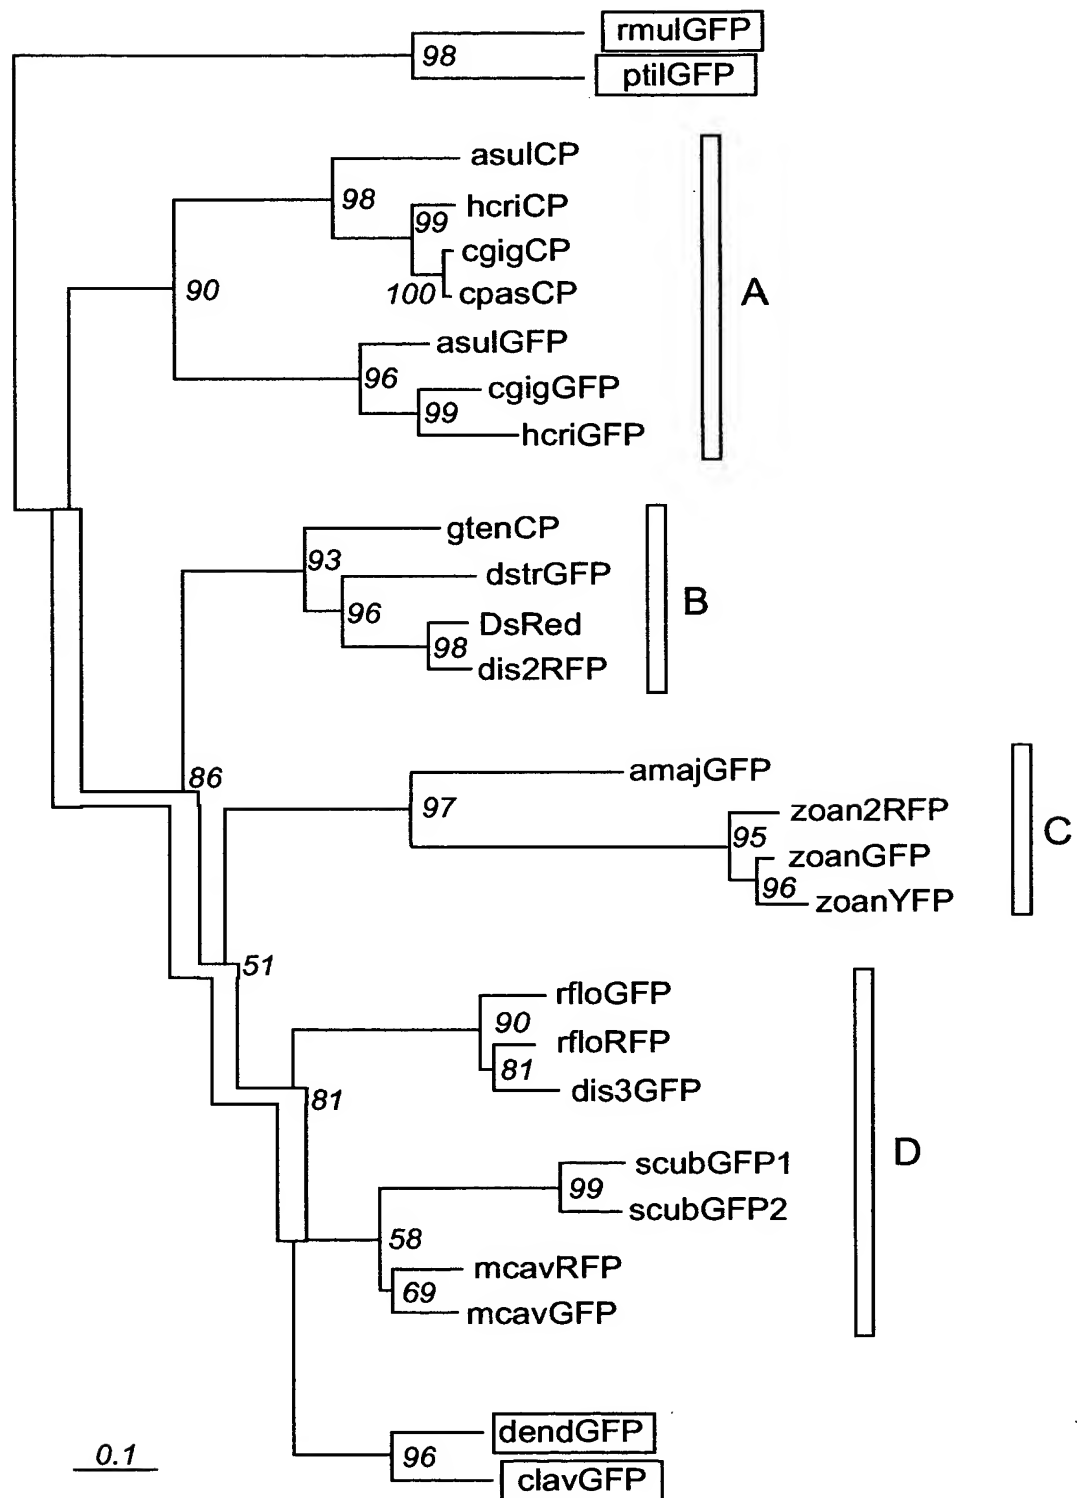 rmulGFP
98
ptilGFP
asulCP
98
hcriCP
99
cgigCP
90
100 cpasCP
A
asulGFP
96
cgigGFP
99
hcriGFP
gtenCP
93
dstrGFP
B
96
DsRed
98
dis2RFP
86
amajGFP
97
zoan2RFP
95
C
zoanGFP
96
zoanYFP
51
rfloGFP
90
rfloRFP
81
dis3GFP
81
D
scubGFP1
99
scubGFP2
58
mcavRFP
69
mcavGFP
dendGFP
0.1
96
clavGFP